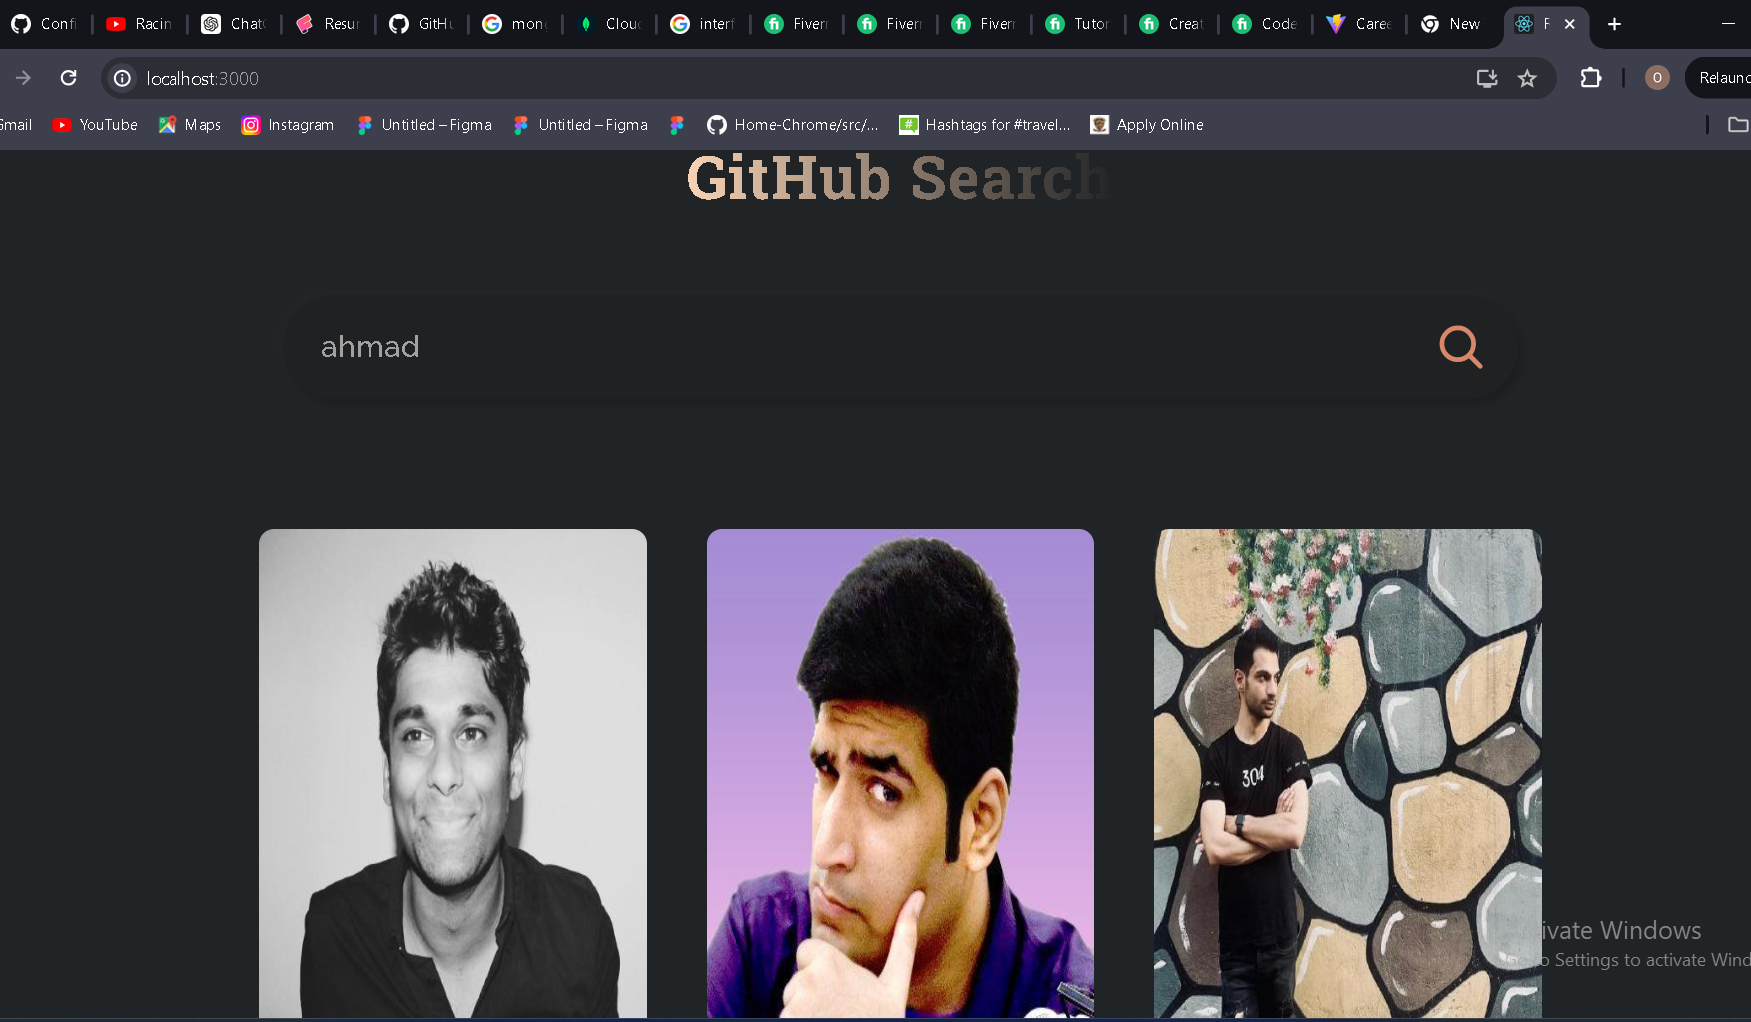 Confi Racin Chat Resur GitHu mong Cloud interf Fiverr Fiverr Fiverr Tutor Creat Code Caree New F
localhost:3000 O Relaunc
Gmail YouTube Maps Instagram Untitled – Figma Untitled – Figma Home-Chrome/src/... Hashtags for #travel... Apply Online
GitHub Search
ahmad
304
ivate Windows
o Settings to activate Wind